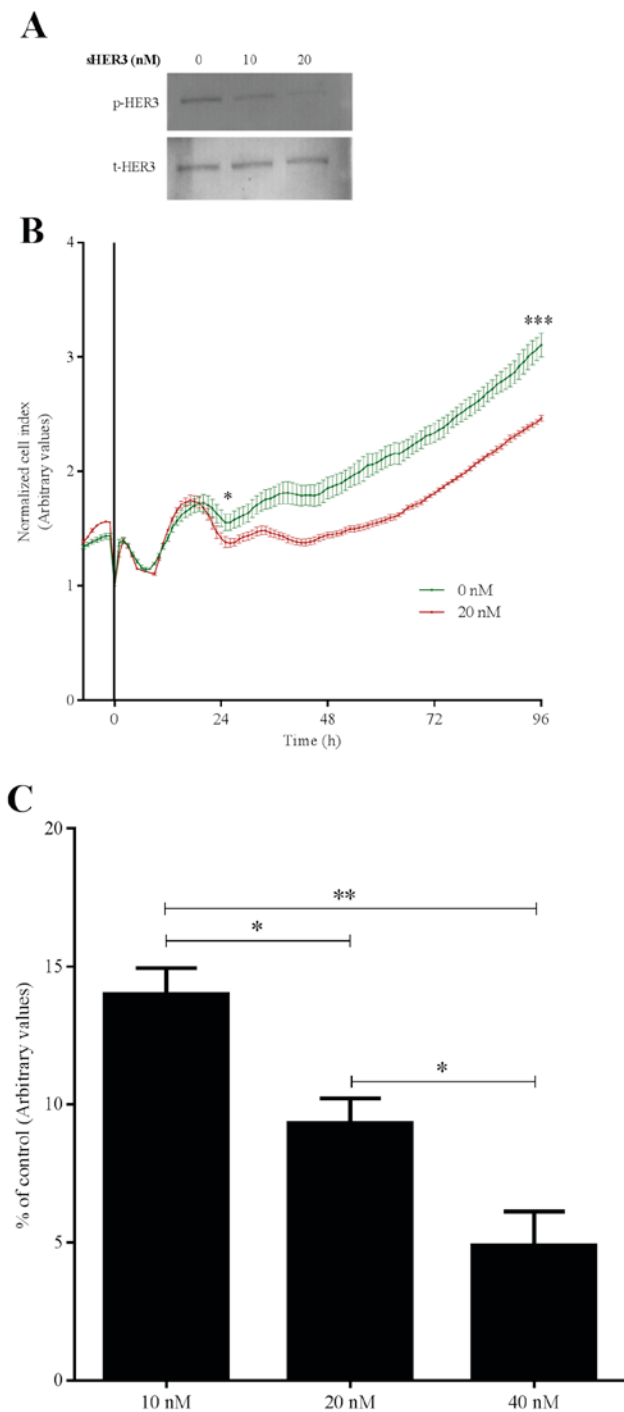 A
sHER3 (nM) 0 10 20
p-HER3
t-HER3
B
4
3
2
1
0
Normalized cell index
(Arbitrary values)
*
***
0 nM
20 nM
0 24 48 72 96
Time (h)
C
20
15
10
5
0
% of control (Arbitrary values)
**
*
*
10 nM 20 nM 40 nM